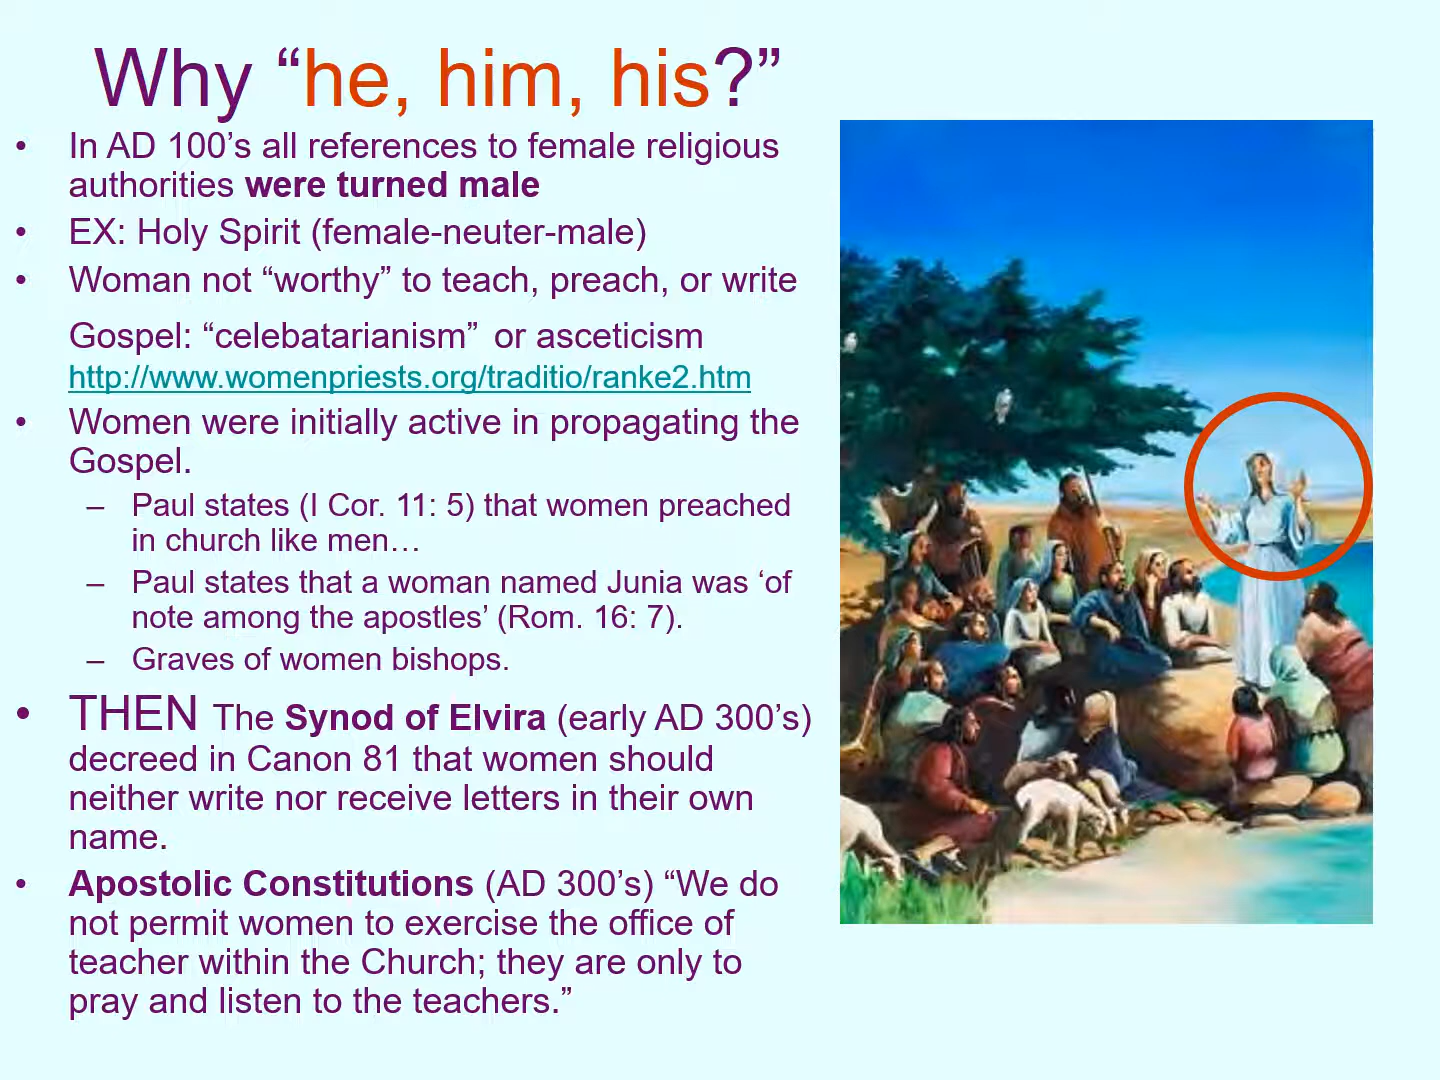 Why “he, him, his?”
• In AD 100’s all references to female religious
authorities were turned male
• EX: Holy Spirit (female-neuter-male)
• Woman not “worthy” to teach, preach, or write
Gospel: “celebatarianism” or asceticism
http://www.womenpriests.org/traditio/ranke2.htm
• Women were initially active in propagating the
Gospel.
– Paul states (I Cor. 11: 5) that women preached
in church like men…
– Paul states that a woman named Junia was ‘of
note among the apostles’ (Rom. 16: 7).
– Graves of women bishops.
• THEN The Synod of Elvira (early AD 300’s)
decreed in Canon 81 that women should
neither write nor receive letters in their own
name.
• Apostolic Constitutions (AD 300’s) “We do
not permit women to exercise the office of
teacher within the Church; they are only to
pray and listen to the teachers.”